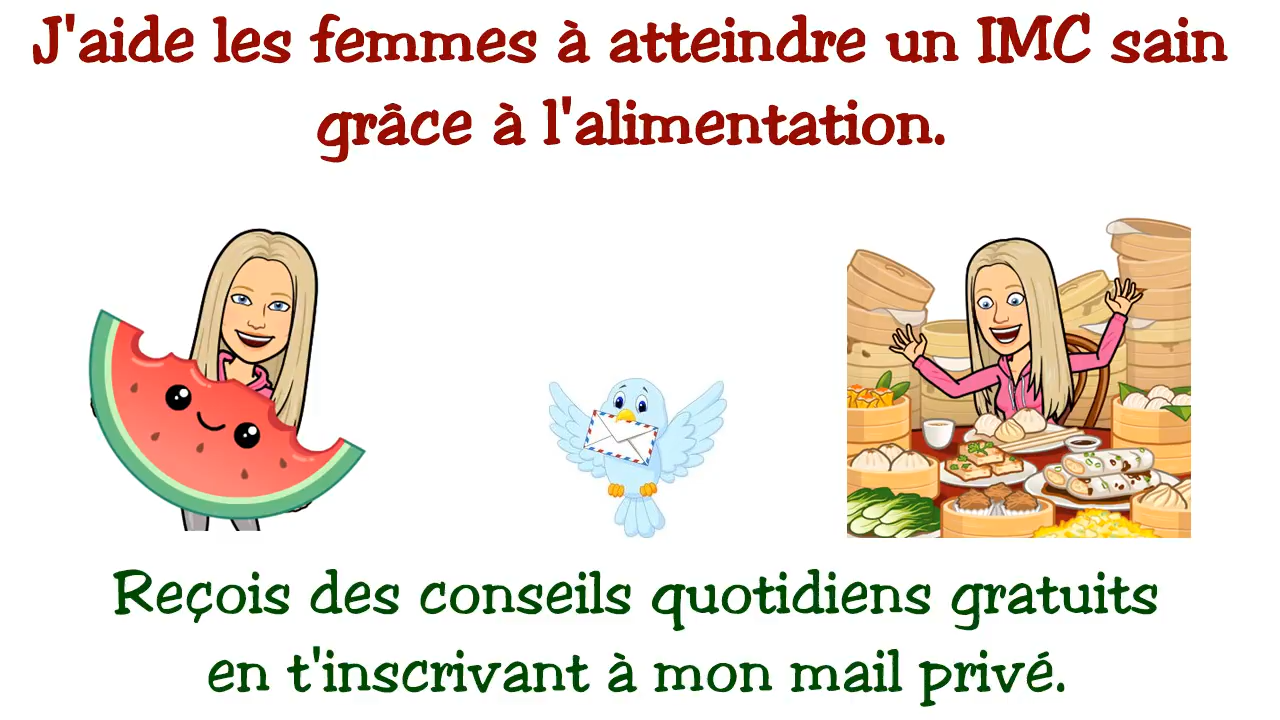 J'aide les femmes à atteindre un IMC sain
grâce à l'alimentation.
Reçois des conseils quotidiens gratuits
en t'inscrivant à mon mail privé.